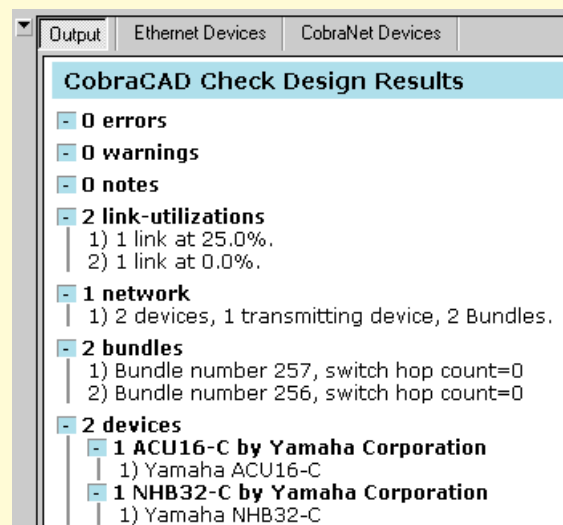 Output Ethernet Devices CobraNet Devices
CobraCAD Check Design Results
- 0 errors
- 0 warnings
- 0 notes
- 2 link-utilizations
1) 1 link at 25.0%.
2) 1 link at 0.0%.
- 1 network
1) 2 devices, 1 transmitting device, 2 Bundles.
- 2 bundles
1) Bundle number 257, switch hop count=0
2) Bundle number 256, switch hop count=0
- 2 devices
- 1 ACU16-C by Yamaha Corporation
1) Yamaha ACU16-C
- 1 NHB32-C by Yamaha Corporation
1) Yamaha NHB32-C